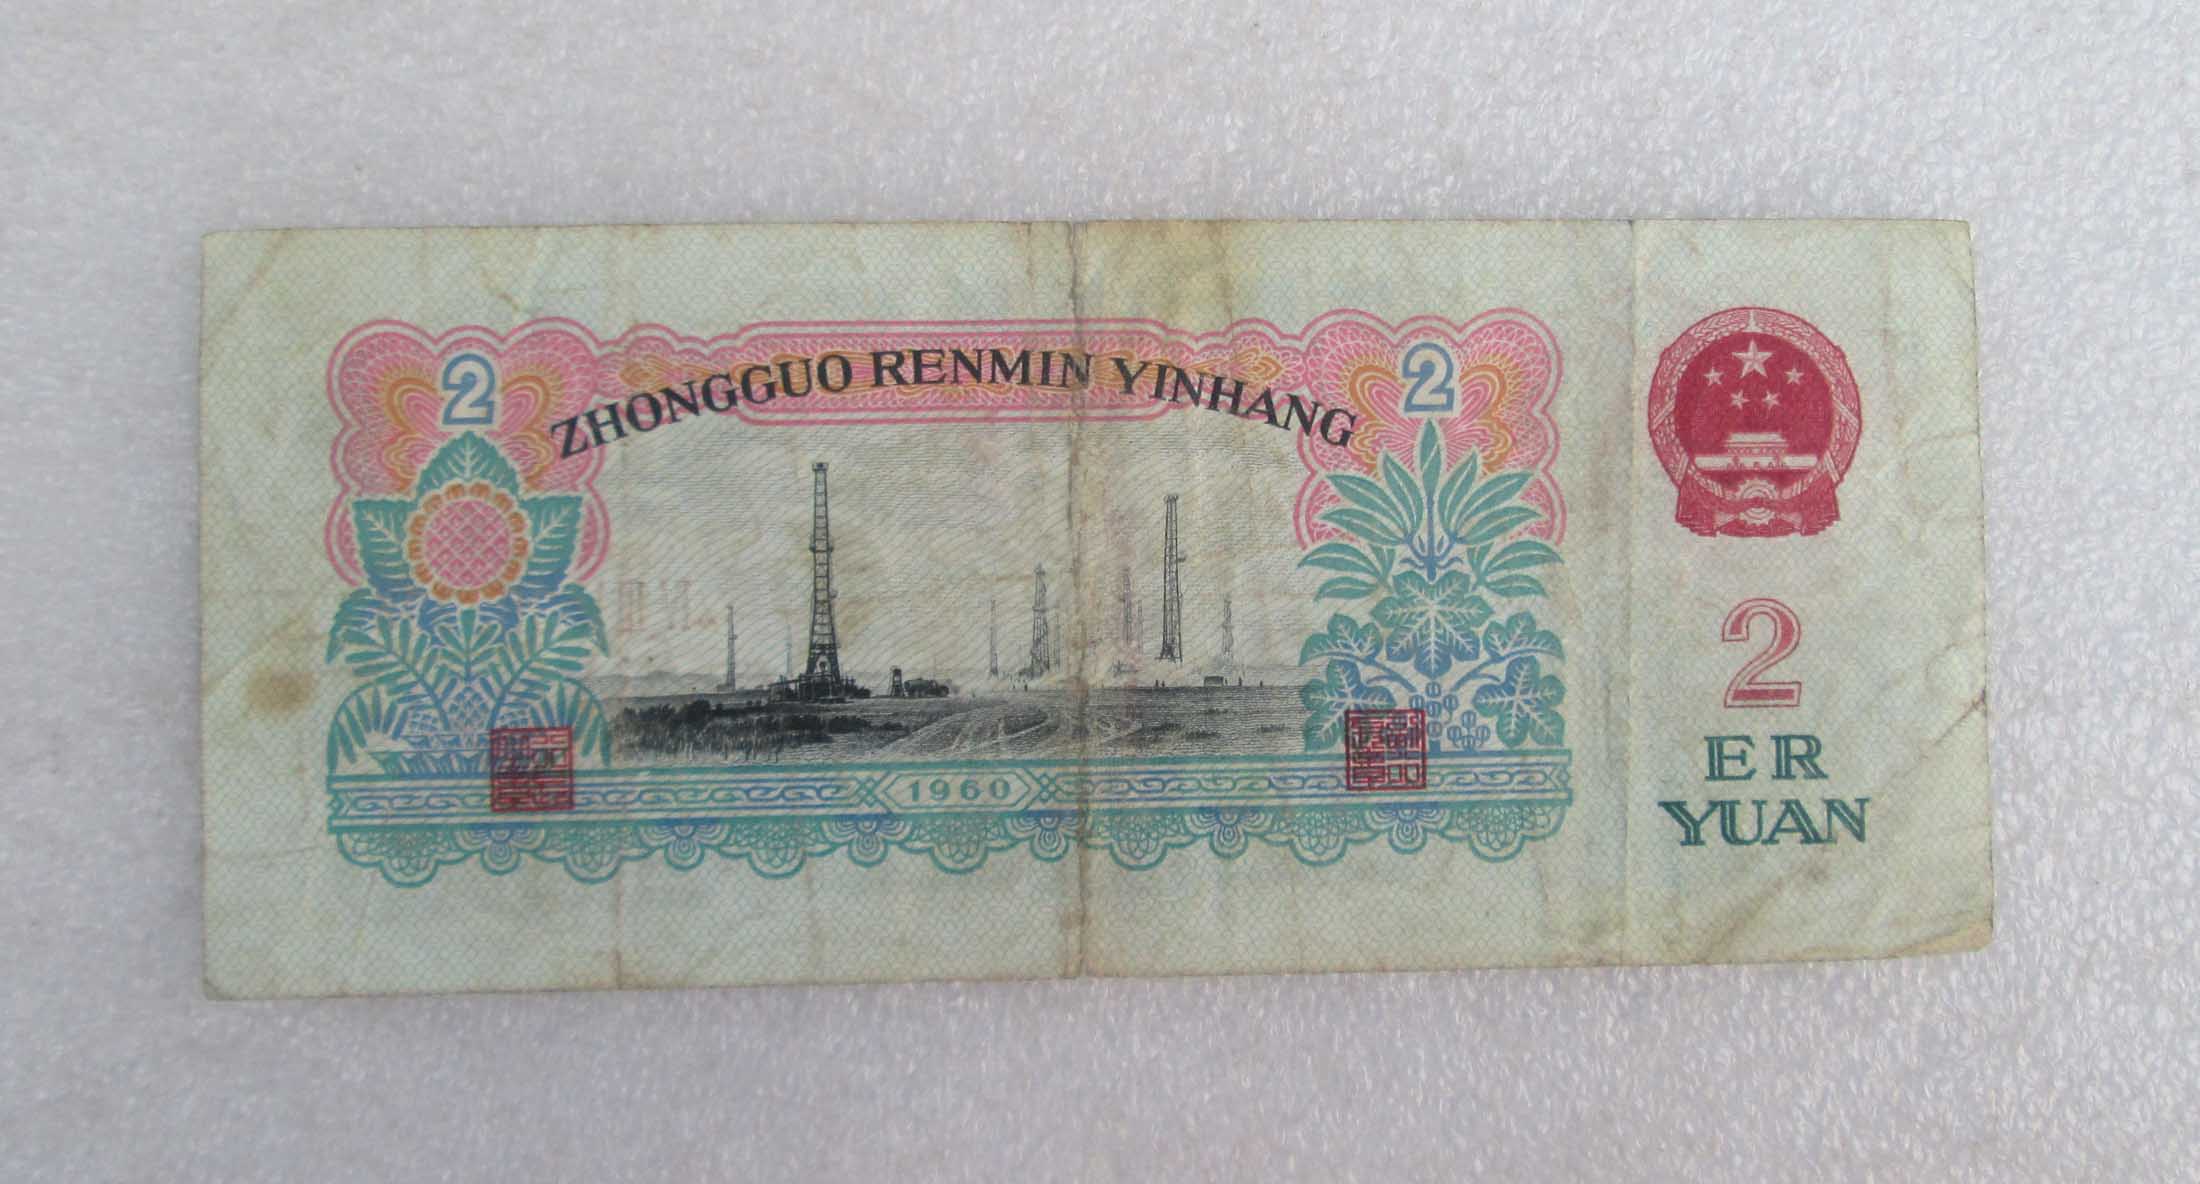 ZHONGGUO RENMIN YINHANG
2
2
1960
2
ER
YUAN